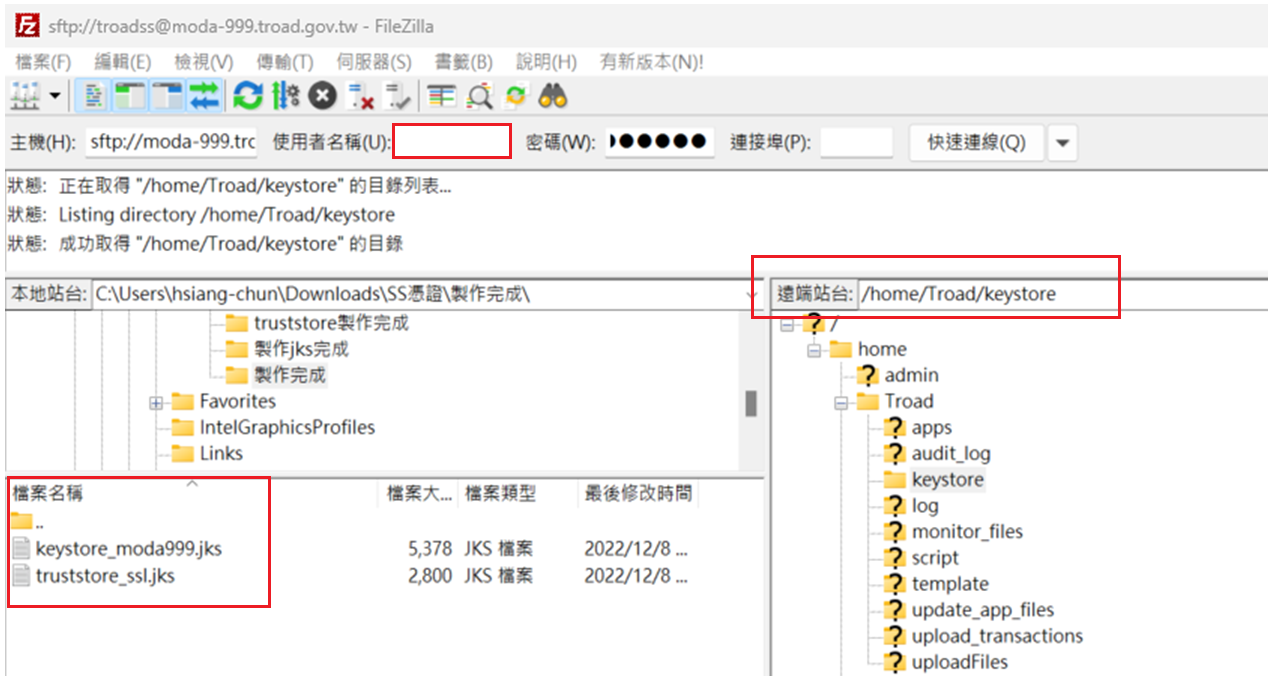 sftp://troadss@moda-999.troad.gov.tw - FileZilla
檔案(F) 編輯(E) 檢視(V) 傳輸(T) 伺服器(S) 書籤(B) 說明(H) 有新版本(N)!
主機(H): sftp://moda-999.trc 使用者名稱(U): 密碼(W): ●●●●●● 連接埠(P): 快速連線(Q)
狀態: 正在取得 "/home/Troad/keystore" 的目錄列表...
狀態: Listing directory /home/Troad/keystore
狀態: 成功取得 "/home/Troad/keystore" 的目錄
本地站台: C:\Users\hsiang-chun\Downloads\SS憑證\製作完成\
truststore製作完成
製作jks完成
製作完成
Favorites
IntelGraphicsProfiles
Links
檔案名稱 檔案大... 檔案類型 最後修改時間
..
keystore_moda999.jks 5,378 JKS 檔案 2022/12/8 ...
truststore_ssl.jks 2,800 JKS 檔案 2022/12/8 ...
遠端站台: /home/Troad/keystore
/
home
admin
Troad
apps
audit_log
keystore
log
monitor_files
script
template
update_app_files
upload_transactions
uploadFiles